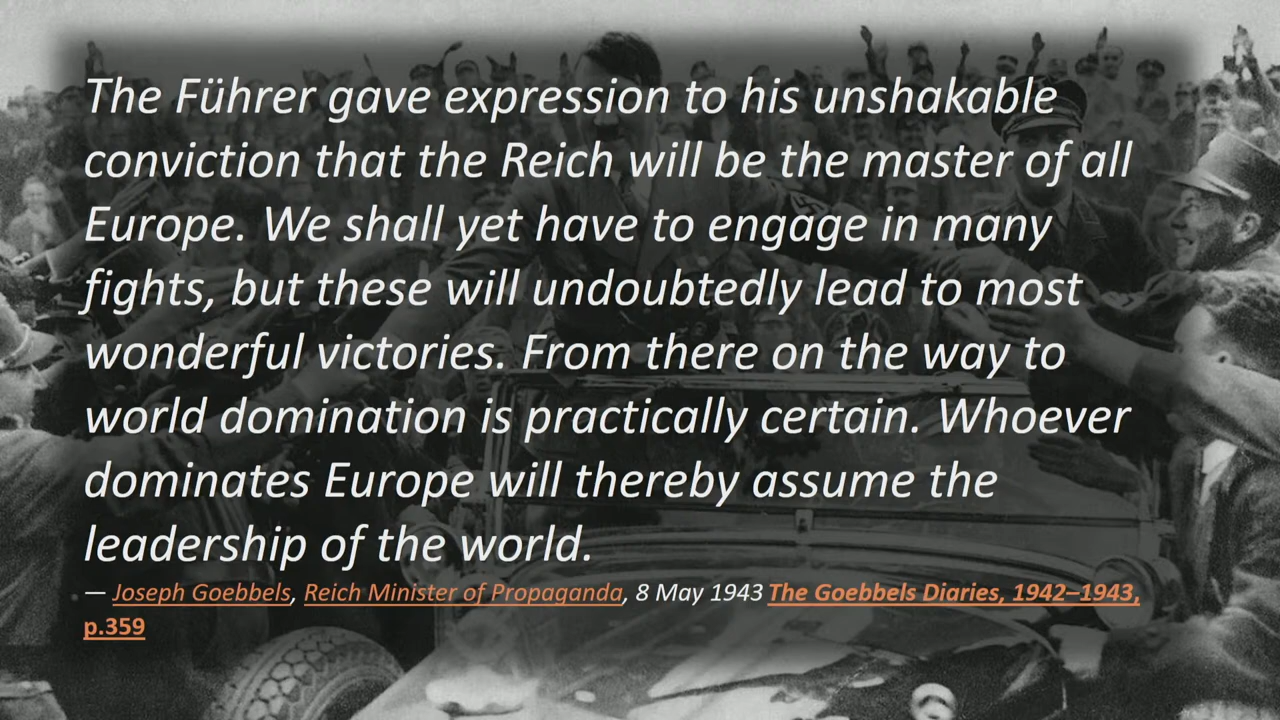 The Führer gave expression to his unshakable
conviction that the Reich will be the master of all
Europe. We shall yet have to engage in many
fights, but these will undoubtedly lead to most
wonderful victories. From there on the way to
world domination is practically certain. Whoever
dominates Europe will thereby assume the
leadership of the world.
— Joseph Goebbels, Reich Minister of Propaganda, 8 May 1943 The Goebbels Diaries, 1942–1943,
p.359